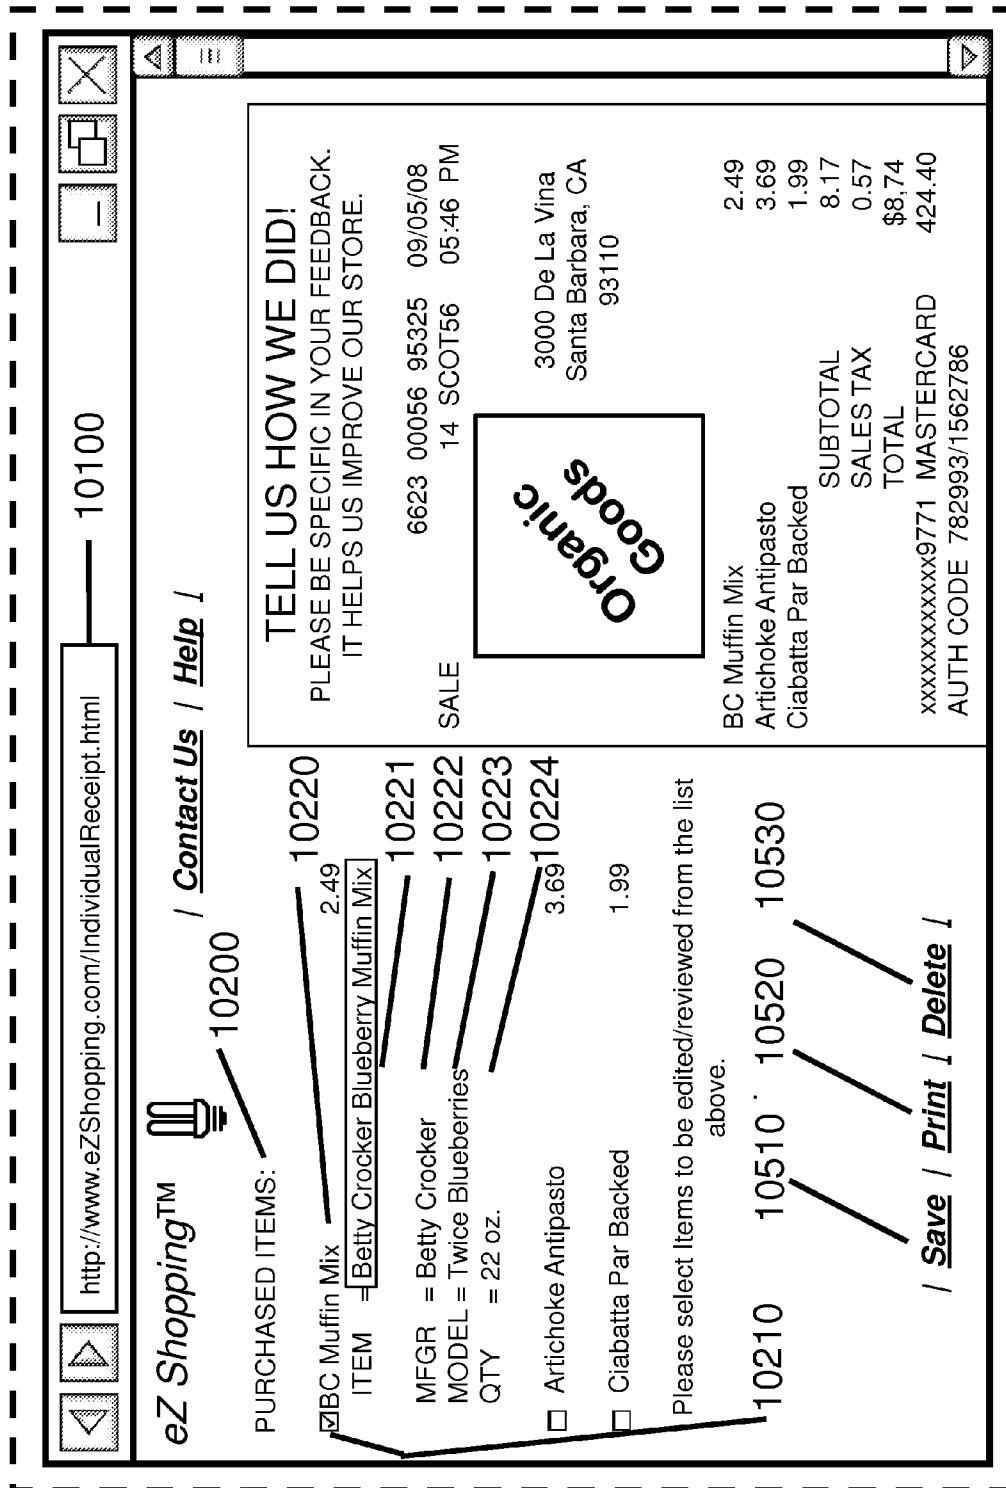 http://www.eZShopping.com/IndividualReceipt.html
10100
eZ Shopping™
| Contact Us | Help |
10200
PURCHASED ITEMS:
10220
BC Muffin Mix 2.49
ITEM = Betty Crocker Blueberry Muffin Mix
10221
MFGR = Betty Crocker
10222
MODEL = Twice Blueberries
10223
QTY = 22 oz.
10224
Artichoke Antipasto 3.69
Ciabatta Par Backed 1.99
Please select Items to be edited/reviewed from the list
above.
10210 10510 10520 10530
| Save | Print | Delete |
TELL US HOW WE DID!
PLEASE BE SPECIFIC IN YOUR FEEDBACK.
IT HELPS US IMPROVE OUR STORE.
6623 00056 95325 09/05/08
SALE 14 SCOT56 05:46 PM
Organic
Goods
3000 De La Vina
Santa Barbara, CA
93110
BC Muffin Mix 2.49
Artichoke Antipasto 3.69
Ciabatta Par Backed 1.99
SUBTOTAL 8.17
SALES TAX 0.57
TOTAL $8,74
xxxxxxxxxxxx9771 MASTERCARD 424.40
AUTH CODE 782993/1562786